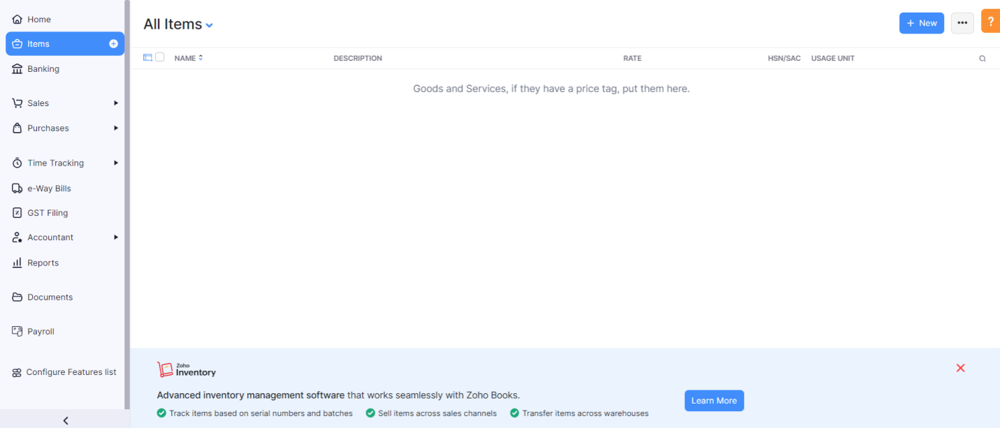 Home
Items
Banking
Sales
Purchases
Time Tracking
e-Way Bills
GST Filing
Accountant
Reports
Documents
Payroll
Configure Features list
All Items
+ New
?
NAME DESCRIPTION RATE HSN/SAC USAGE UNIT
Goods and Services, if they have a price tag, put them here.
Zoho
Inventory
Advanced inventory management software that works seamlessly with Zoho Books.
Track items based on serial numbers and batches Sell items across sales channels Transfer items across warehouses
Learn More